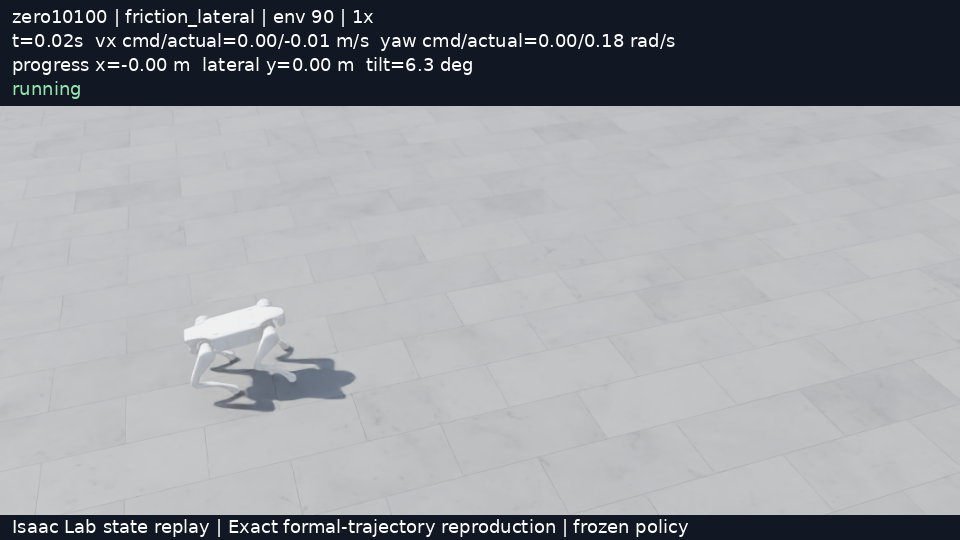 zero10100 | friction_lateral | env 90 | 1x
t=0.02s  vx cmd/actual=0.00/-0.01 m/s  yaw cmd/actual=0.00/0.18 rad/s
progress x=-0.00 m  lateral y=0.00 m  tilt=6.3 deg
running
Isaac Lab state replay | Exact formal-trajectory reproduction | frozen policy